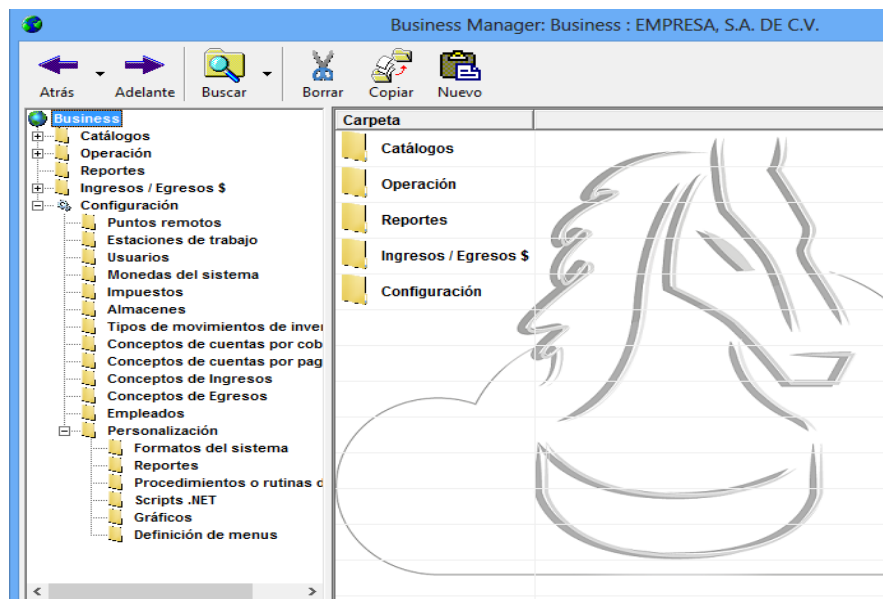 Business Manager: Business : EMPRESA, S.A. DE C.V.
Atrás Adelante Buscar Borrar Copiar Nuevo
Business
Catálogos
Operación
Reportes
Ingresos / Egresos $
Configuración
Puntos remotos
Estaciones de trabajo
Usuarios
Monedas del sistema
Impuestos
Almacenes
Tipos de movimientos de inver
Conceptos de cuentas por cob
Conceptos de cuentas por pag
Conceptos de Ingresos
Conceptos de Egresos
Empleados
Personalización
Formatos del sistema
Reportes
Procedimientos o rutinas d
Scripts .NET
Gráficos
Definición de menus
Carpeta
Catálogos
Operación
Reportes
Ingresos / Egresos $
Configuración